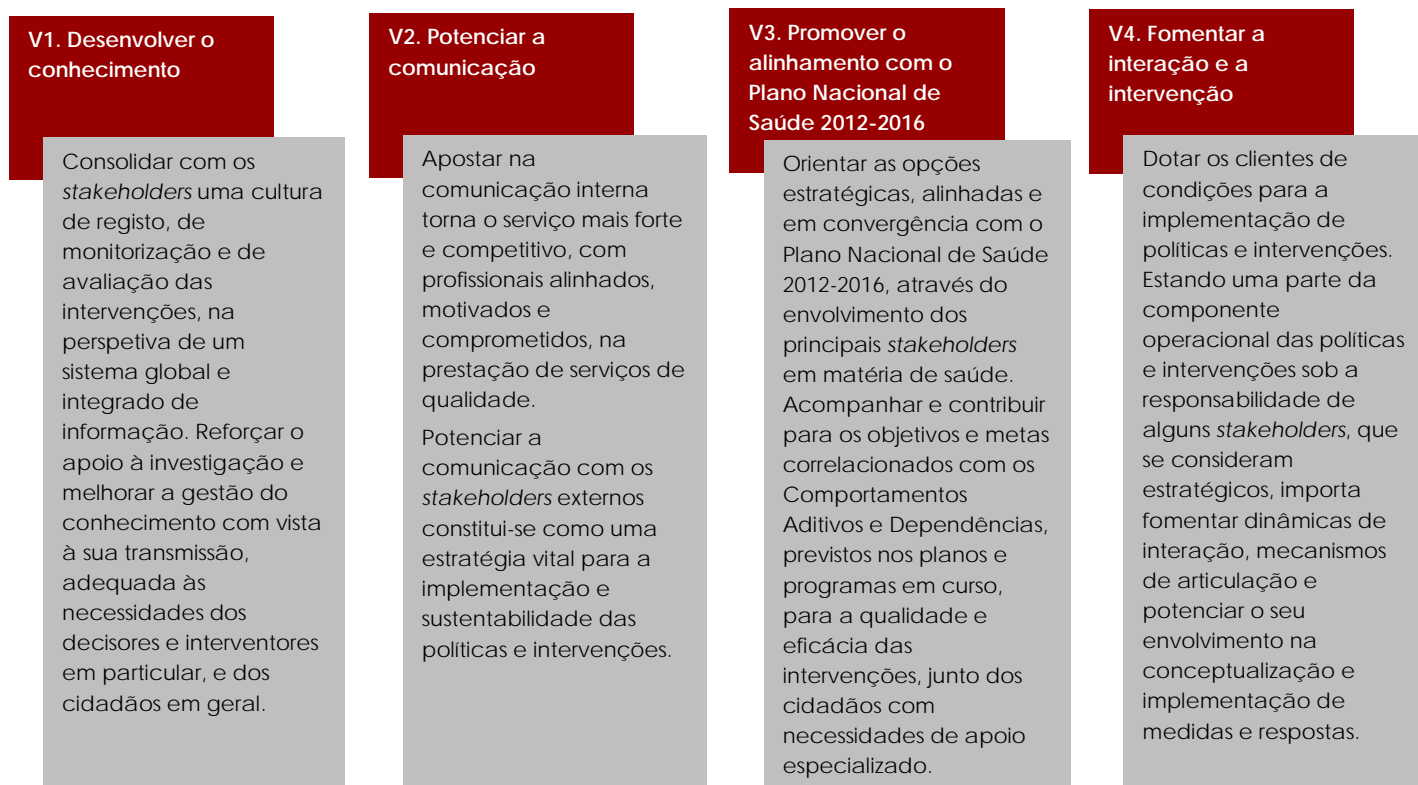 V1. Desenvolver o
conhecimento
Consolidar com os
stakeholders uma cultura
de registo, de
monitorização e de
avaliação das
intervenções, na
perspetiva de um
sistema global e
integrado de
informação. Reforçar o
apoio à investigação e
melhorar a gestão do
conhecimento com vista
à sua transmissão,
adequada às
necessidades dos
decisores e interventores
em particular, e dos
cidadãos em geral.
V2. Potenciar a
comunicação
Apostar na
comunicação interna
torna o serviço mais forte
e competitivo, com
profissionais alinhados,
motivados e
comprometidos, na
prestação de serviços de
qualidade.
Potenciar a
comunicação com os
stakeholders externos
constitui-se como uma
estratégia vital para a
implementação e
sustentabilidade das
políticas e intervenções.
V3. Promover o
alinhamento com o
Plano Nacional de
Saúde 2012-2016
Orientar as opções
estratégicas, alinhadas e
em convergência com o
Plano Nacional de Saúde
2012-2016, através do
envolvimento dos
principais stakeholders
em matéria de saúde.
Acompanhar e contribuir
para os objetivos e metas
correlacionados com os
Comportamentos
Aditivos e Dependências,
previstos nos planos e
programas em curso,
para a qualidade e
eficácia das
intervenções, junto dos
cidadãos com
necessidades de apoio
especializado.
V4. Fomentar a
interação e a
intervenção
Dotar os clientes de
condições para a
implementação de
políticas e intervenções.
Estando uma parte da
componente
operacional das políticas
e intervenções sob a
responsabilidade de
alguns stakeholders, que
se consideram
estratégicos, importa
fomentar dinâmicas de
interação, mecanismos
de articulação e
potenciar o seu
envolvimento na
conceptualização e
implementação de
medidas e respostas.